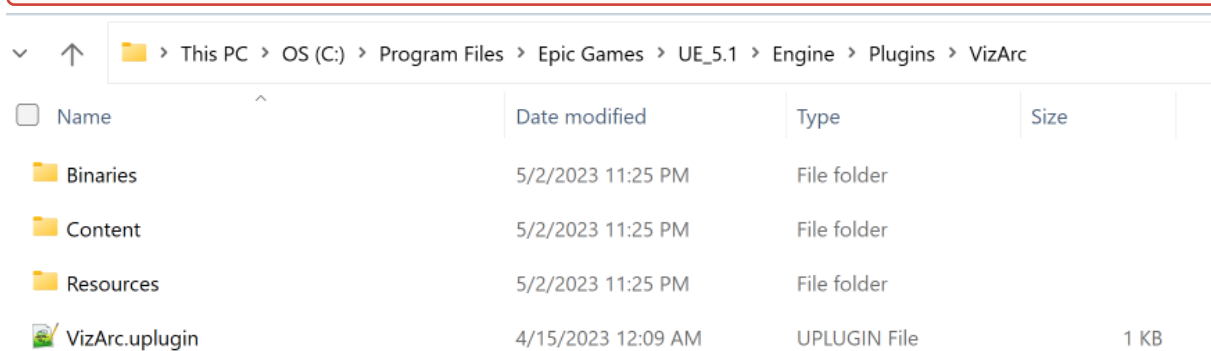 This PC > OS (C:) > Program Files > Epic Games > UE_5.1 > Engine > Plugins > VizArc
Name Date modified Type Size
Binaries 5/2/2023 11:25 PM File folder
Content 5/2/2023 11:25 PM File folder
Resources 5/2/2023 11:25 PM File folder
VizArc.uplugin 4/15/2023 12:09 AM UPLUGIN File 1 KB